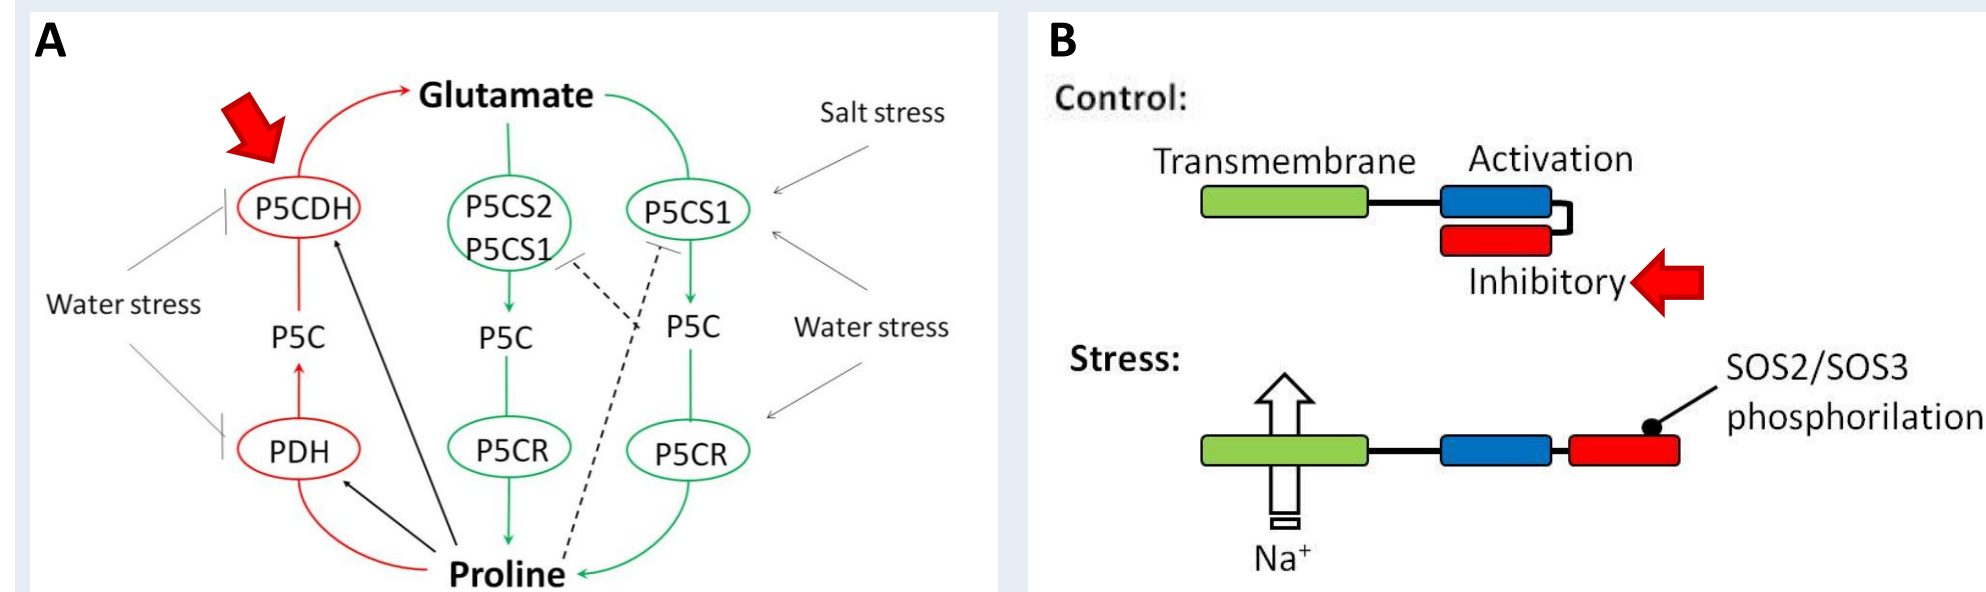 A
Glutamate
Salt stress
P5CDH
P5CS2
P5CS1
P5CS1
Water stress
P5C
P5C
P5C
Water stress
PDH
P5CR
P5CR
Proline
B
Control:
Transmembrane
Activation
Inhibitory
Stress:
SOS2/SOS3
phosphorilation
Na⁺